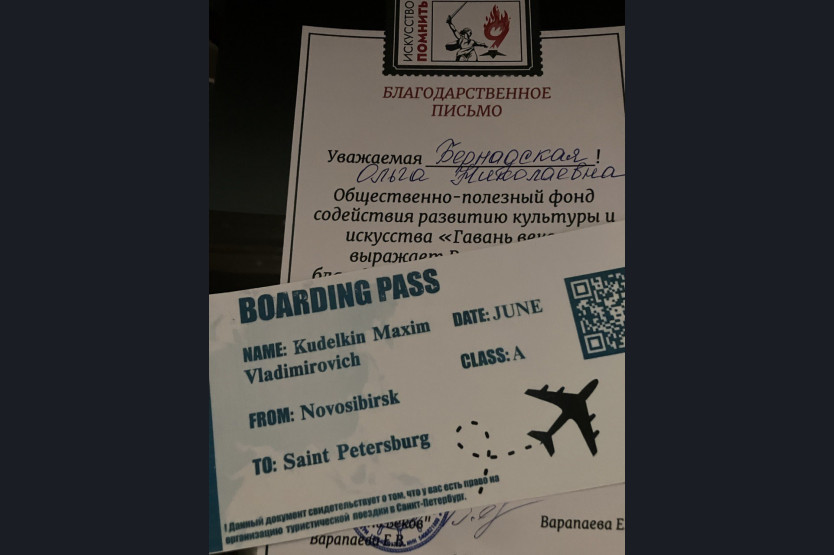 ИСКУССТВО
ПОМНИТЬ
БЛАГОДАРСТВЕННОЕ
ПИСЬМО
Уважаемая Бернадская!
Ольга Николаевна
Общественно-полезный фонд
содействия развитию культуры и
искусства «Гавань
выражает
BOARDING PASS
NAME: Kudelkin Maxim
Vladimirovich
DATE: JUNE
CLASS: A
FROM: Novosibirsk
TO: Saint Petersburg
! Данный документ свидетельствует о том, что у вас есть право на
организацию туристической поездки в Санкт-Петербург.
Варапаева Е.В.
Варапаева Е